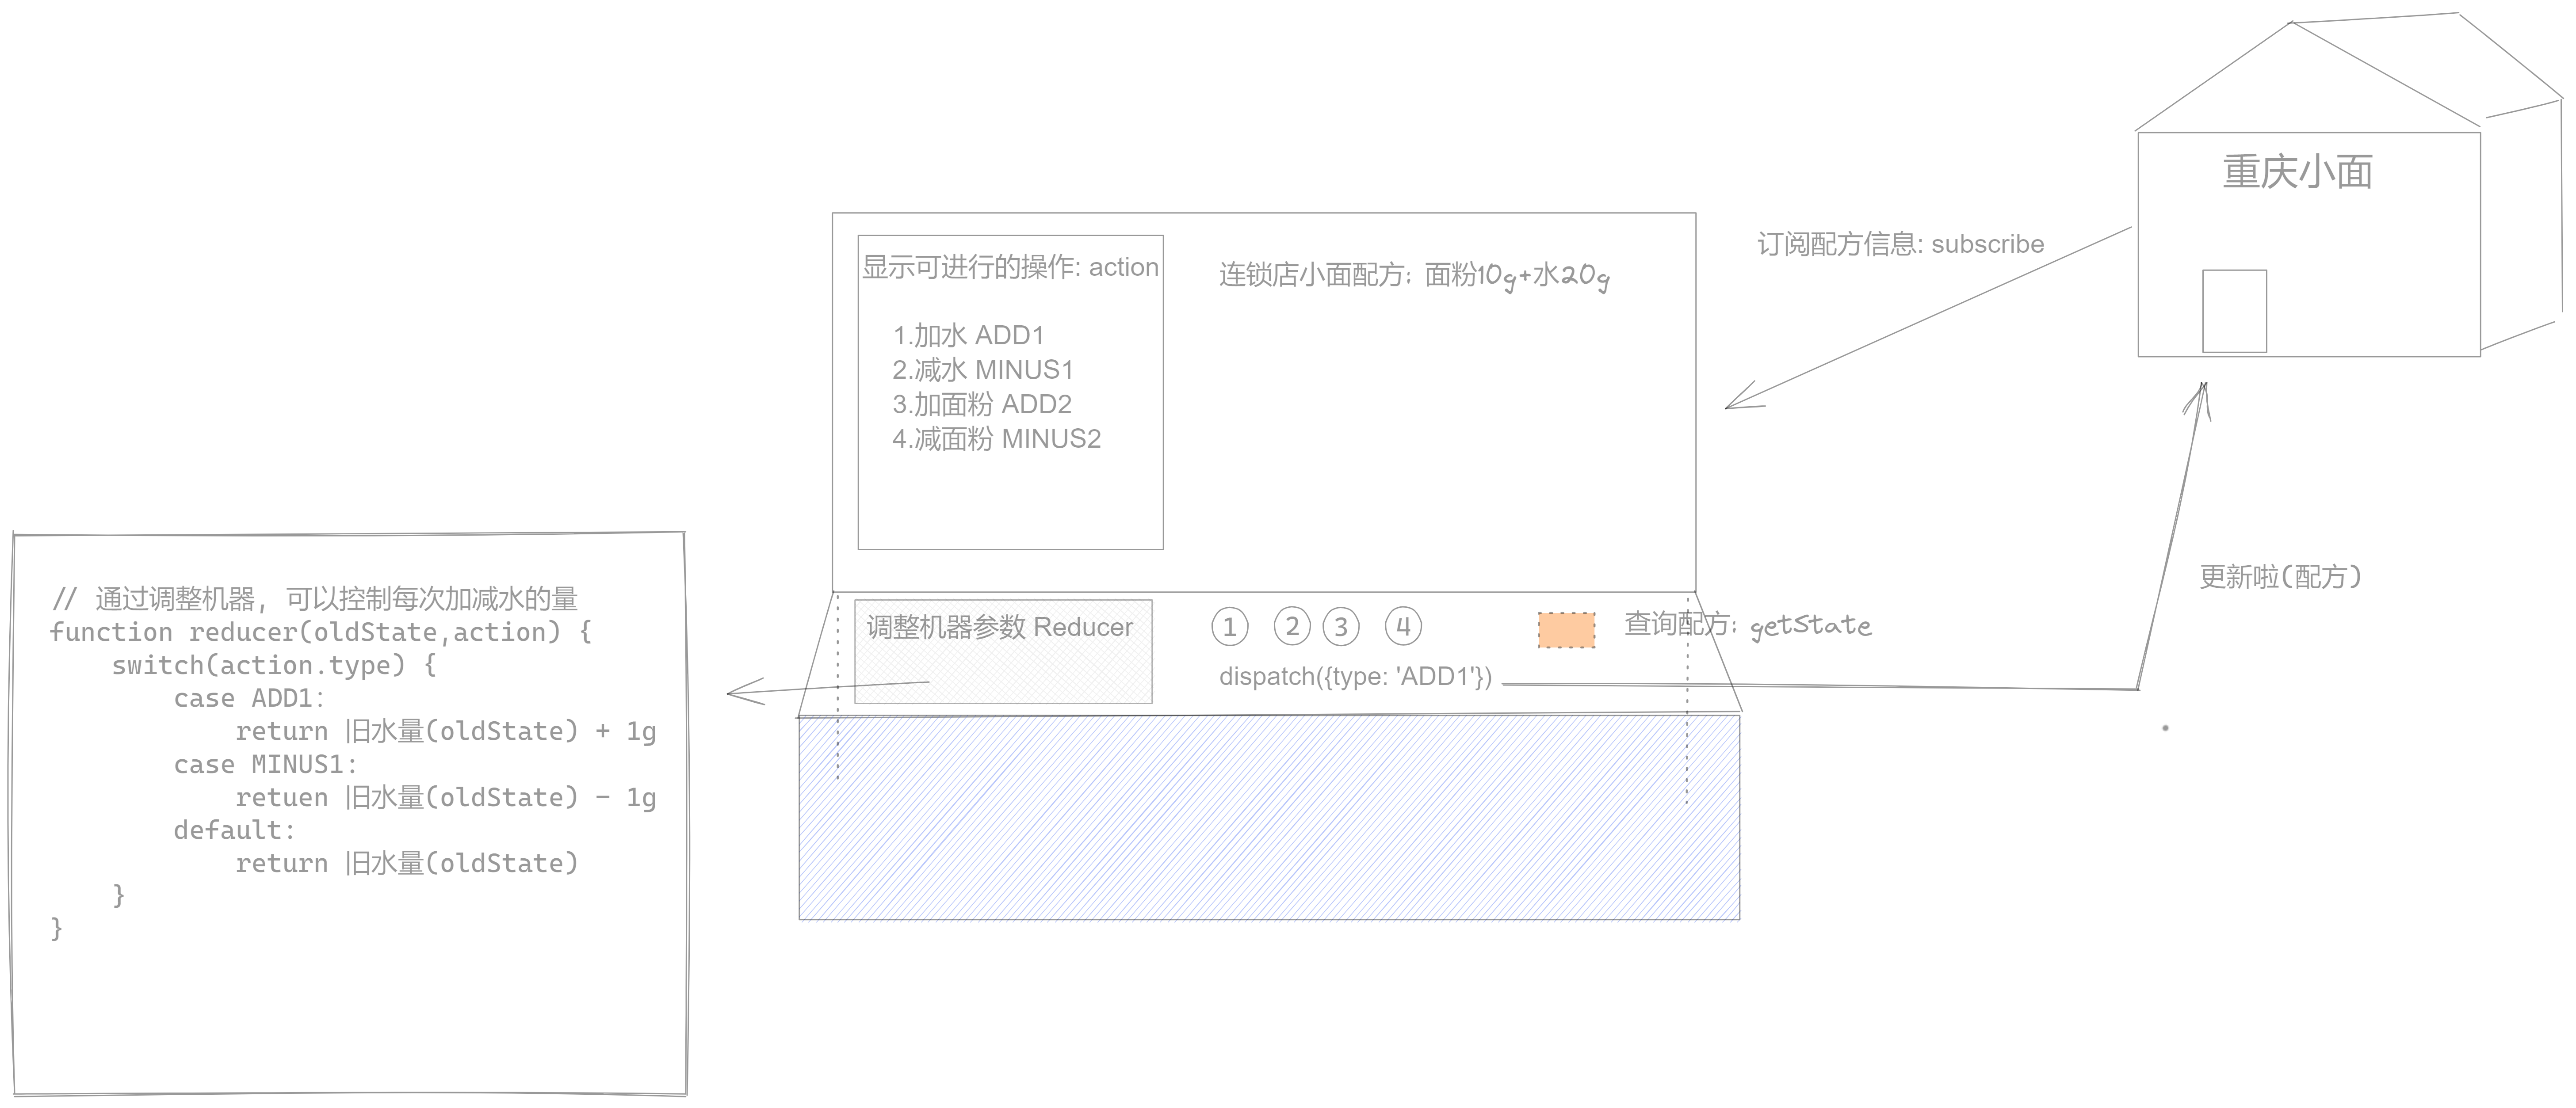 重庆小面
订阅配方信息: subscribe
显示可进行的操作: action
连锁店小面配方: 面粉10g+水20g
1.加水 ADD1
2.减水 MINUS1
3.加面粉 ADD2
4.减面粉 MINUS2
更新啦(配方)
调整机器参数 Reducer
1 2 3 4
查询配方: getState
dispatch({type: 'ADD1'})
// 通过调整机器, 可以控制每次加减水的量
function reducer(oldState,action) {
    switch(action.type) {
        case ADD1:
            return 旧水量(oldState) + 1g
        case MINUS1:
            retuen 旧水量(oldState) - 1g
        default:
            return 旧水量(oldState)
    }
}